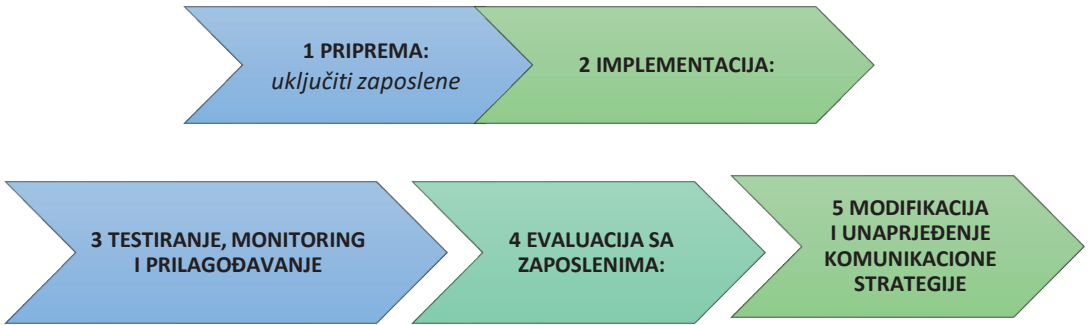 1 PRIPREMA:
uključiti zaposlene
2 IMPLEMENTACIJA:
3 TESTIRANJE, MONITORING
I PRILAGOĐAVANJE
4 EVALUACIJA SA
ZAPOSLENIMA:
5 MODIFIKACIJA
I UNAPRJEĐENJE
KOMUNIKACIONE
STRATEGIJE